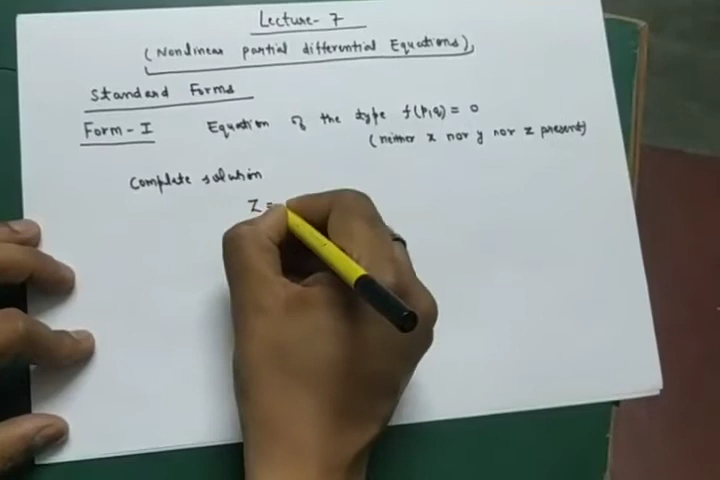 Lecture-7
(Nonlinear partial differential Equations),
Standard Forms
Form-I Equation of the type f(p,q) = 0
(neither x nor y nor z present)
Complete solution
z =